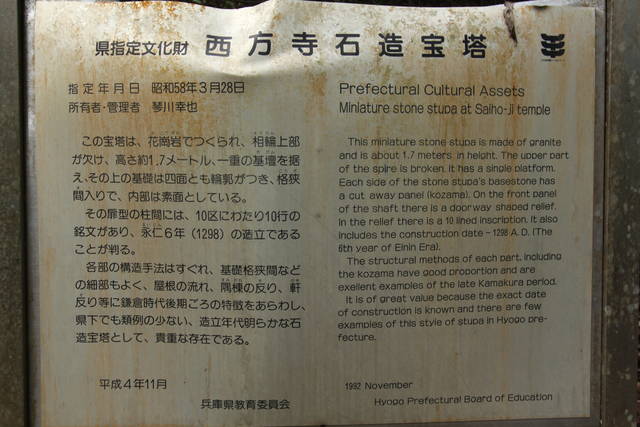 県指定文化財 西方寺石造宝塔
指定年月日 昭和58年3月28日
所有者・管理者 琴川幸也
この宝塔は、花崗岩でつくられ、相輪上部
が欠け、高さ約1.7メートル、一重の基壇を据
え、その上の基礎は四面とも輪郭がつき、格狭
間入りで、内部は素面としている。
その扉型の柱間には、10区にわたり10行の
銘文があり、永仁6年（1298）の造立である
ことが判る。
各部の構造手法はすぐれ、基礎格狭間など
の細部もよく、屋根の流れ、隅棟の反り、軒
反り等に鎌倉時代後期ごろの特徴をあらわし、
県下でも類例の少ない、造立年代明らかな石
造宝塔として、貴重な存在である。
平成4年11月
兵庫県教育委員会
Prefectural Cultural Assets
Miniature stone stupa at Saiho-ji temple
This miniature stone stupa is made of granite
and is about 1.7 meters in height. The upper part
of the spire is broken. It has a single platform.
Each side of the stone stupa's basestone has
a cut away panel (kozama). On the front panel
of the shaft there is a doorway shaped relief.
In the relief there is a 10 lined inscription. It also
includes the construction date - 1298 A.D. (The
6th year of Einin Era).
The structural methods of each part, including
the kozama have good proportion and are
exellent examples of the late Kamakura period.
It is of great value because the exact date
of construction is known and there are few
examples of this style of stupa in Hyogo pre-
fecture.
1992 November
Hyogo Prefectural Board of Education